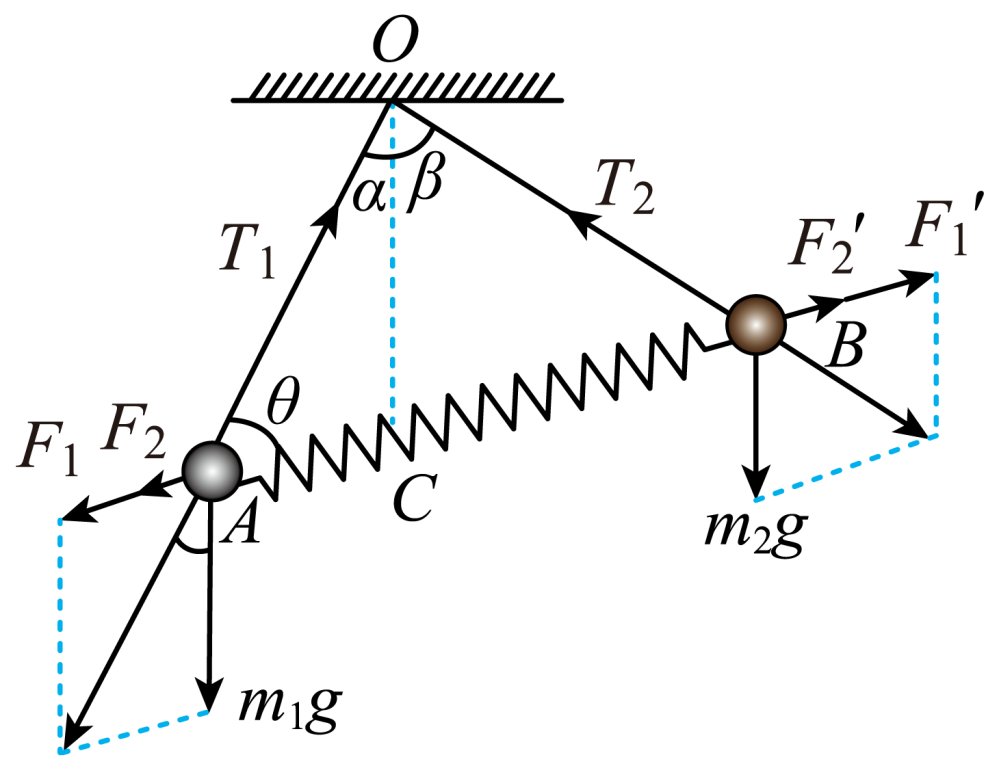 O
α
β
T₁
T₂
F₂′
F₁′
B
θ
F₁
F₂
A
C
m₁g
m₂g